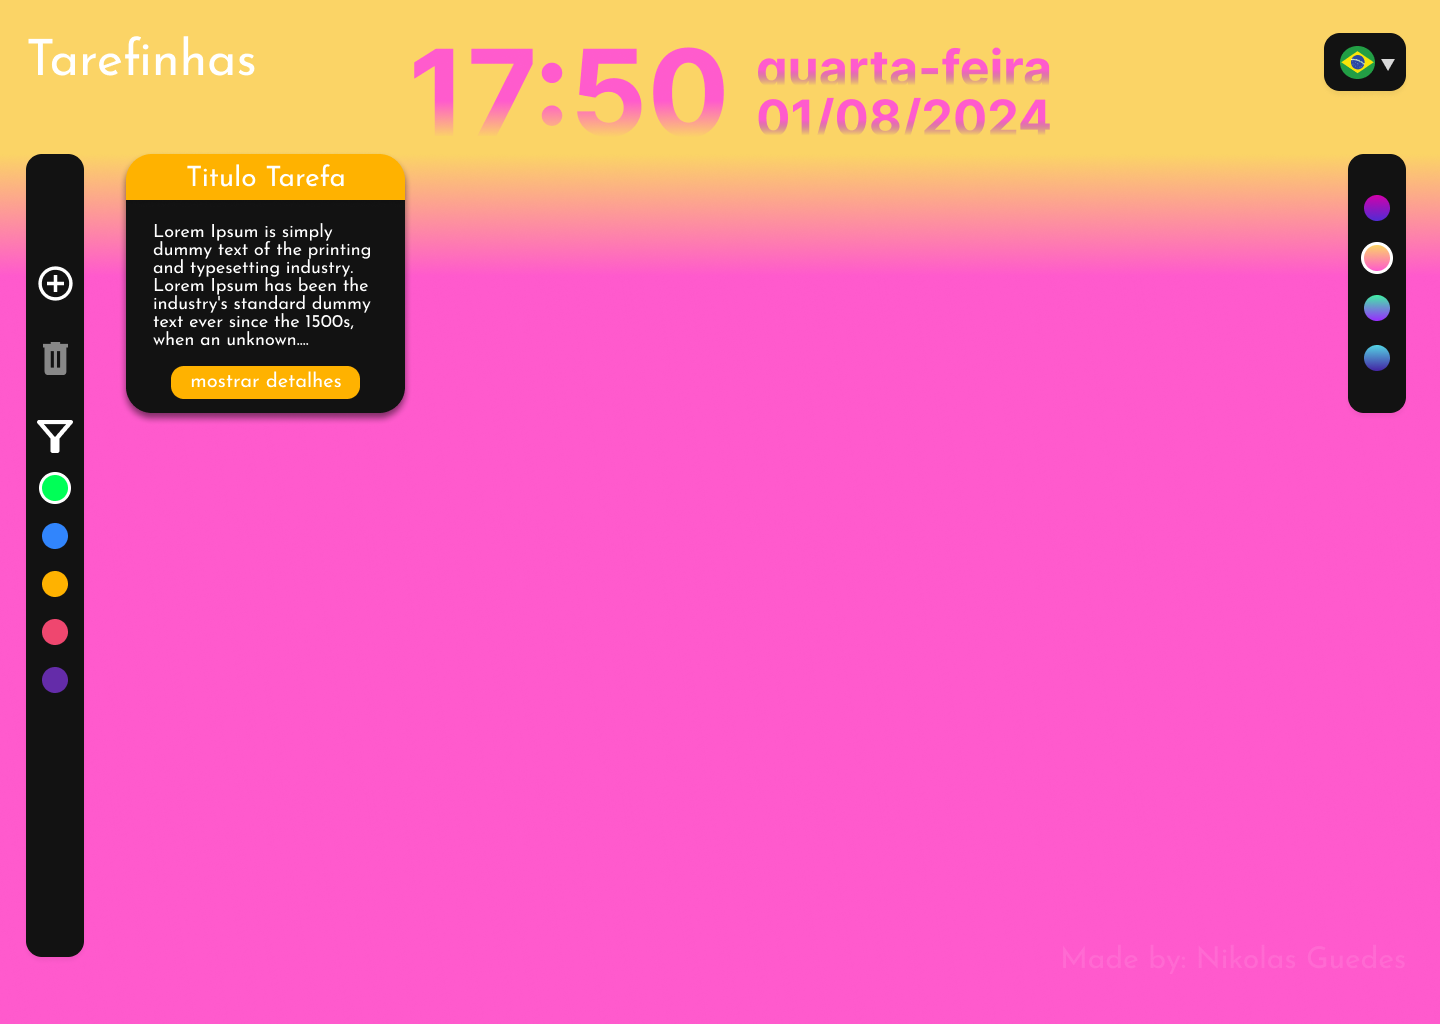 Tarefinhas
17:50
quarta-feira
01/08/2024
Titulo Tarefa
Lorem Ipsum is simply
dummy text of the printing
and typesetting industry.
Lorem Ipsum has been the
industry's standard dummy
text ever since the 1500s,
when an unknown....
mostrar detalhes
Made by: Nikolas Guedes